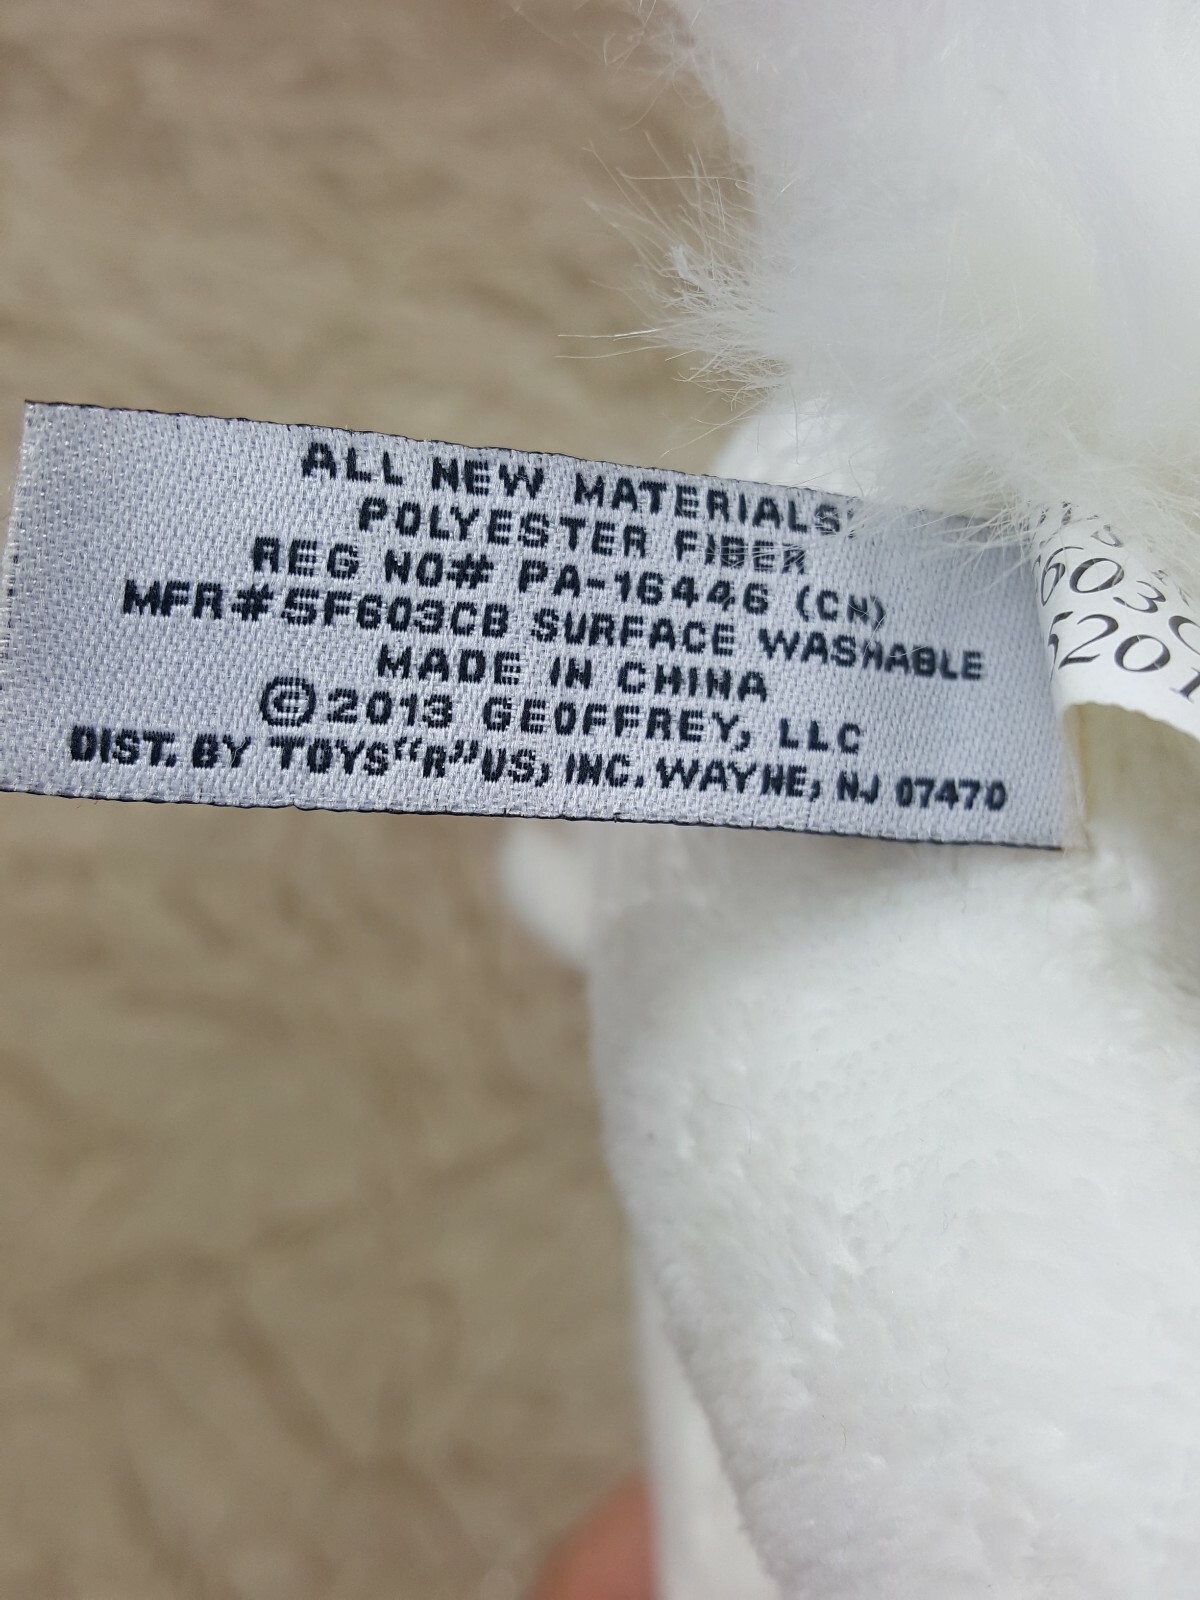 ALL NEW MATERIALS:
POLYESTER FIBER
REG NO# PA-16446 (CN)
MFR#5F603CB SURFACE WASHABLE
MADE IN CHINA
©2013 GEOFFREY, LLC
DIST. BY TOYS“R”US, INC. WAYNE, NJ 07470